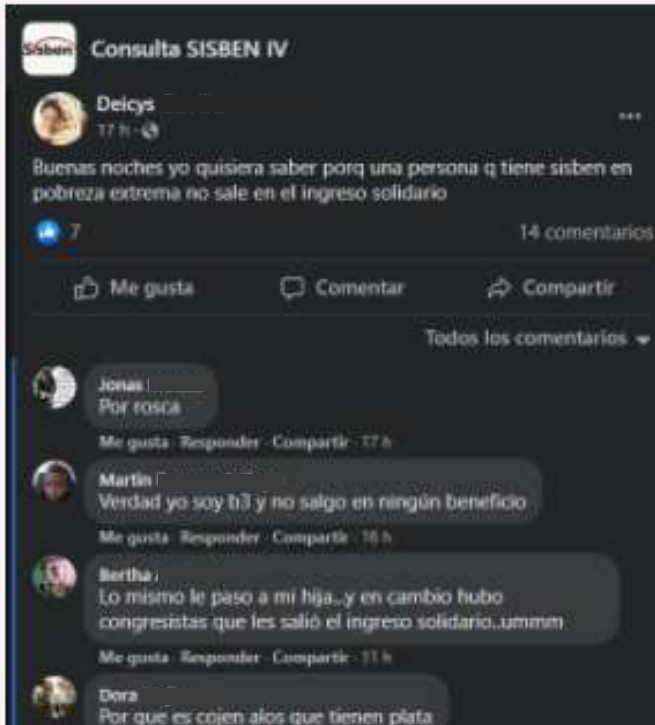 Sisben
Consulta SISBEN IV
Deicys
17 h
Buenas noches yo quisiera saber porq una persona q tiene sisben en
pobreza extrema no sale en el ingreso solidario
7
14 comentarios
Me gusta
Comentar
Compartir
Todos los comentarios
Jonas
Por rosca
Me gusta · Responder · Compartir · 17 h
Martin
Verdad yo soy b3 y no salgo en ningún beneficio
Me gusta · Responder · Compartir · 16 h
Bertha
Lo mismo le paso a mi hija..y en cambio hubo
congresistas que les salió el ingreso solidario..ummm
Me gusta · Responder · Compartir · 11 h
Dora
Por que es cojen alos que tienen plata